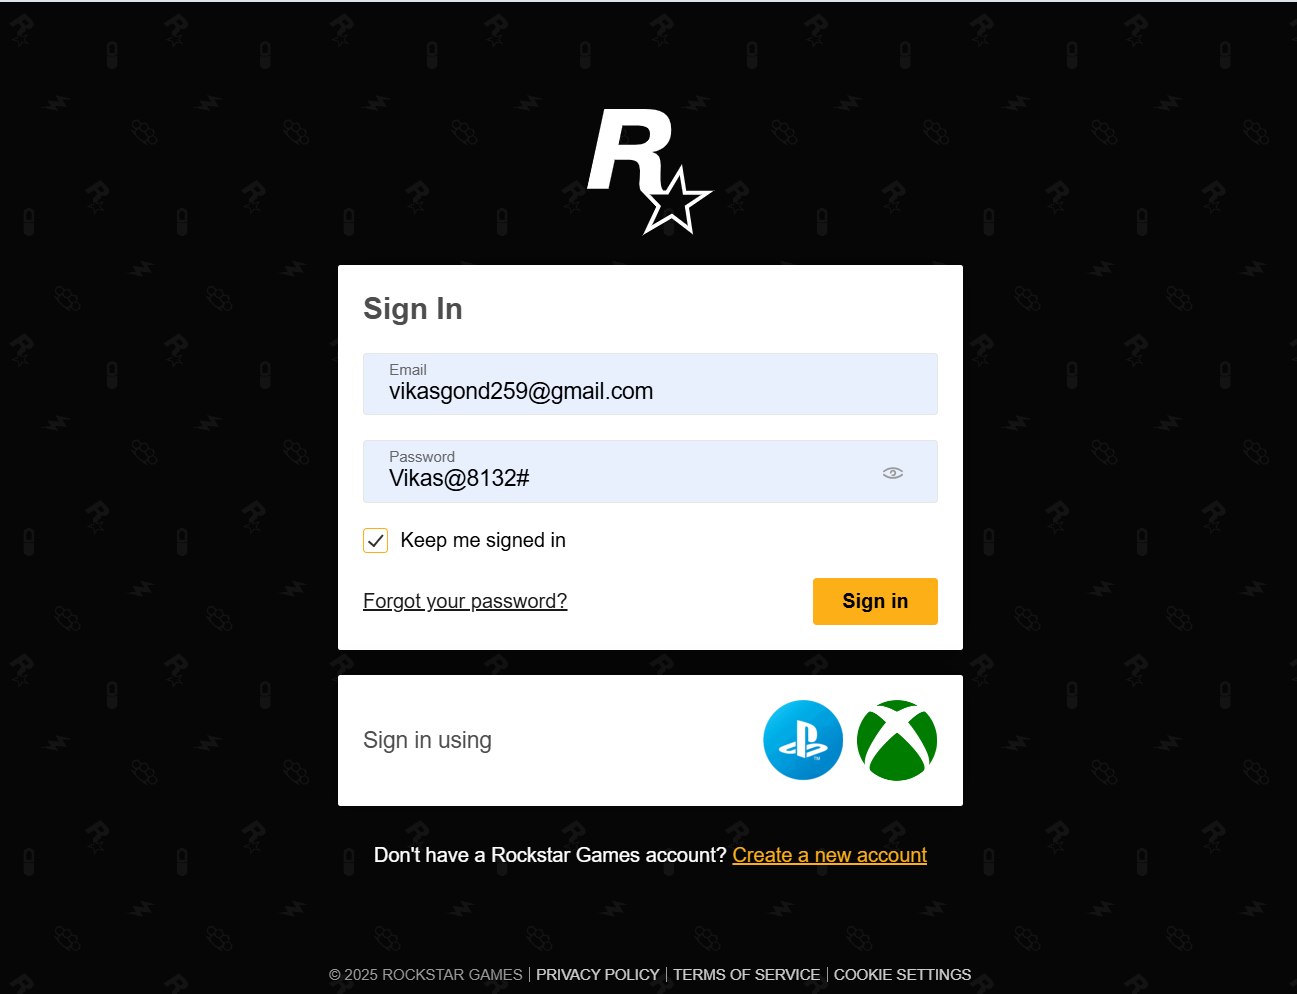 Sign In
Email
vikasgond259@gmail.com
Password
Vikas@8132#
Keep me signed in
Forgot your password?
Sign in
Sign in using
Don't have a Rockstar Games account? Create a new account
© 2025 ROCKSTAR GAMES | PRIVACY POLICY | TERMS OF SERVICE | COOKIE SETTINGS